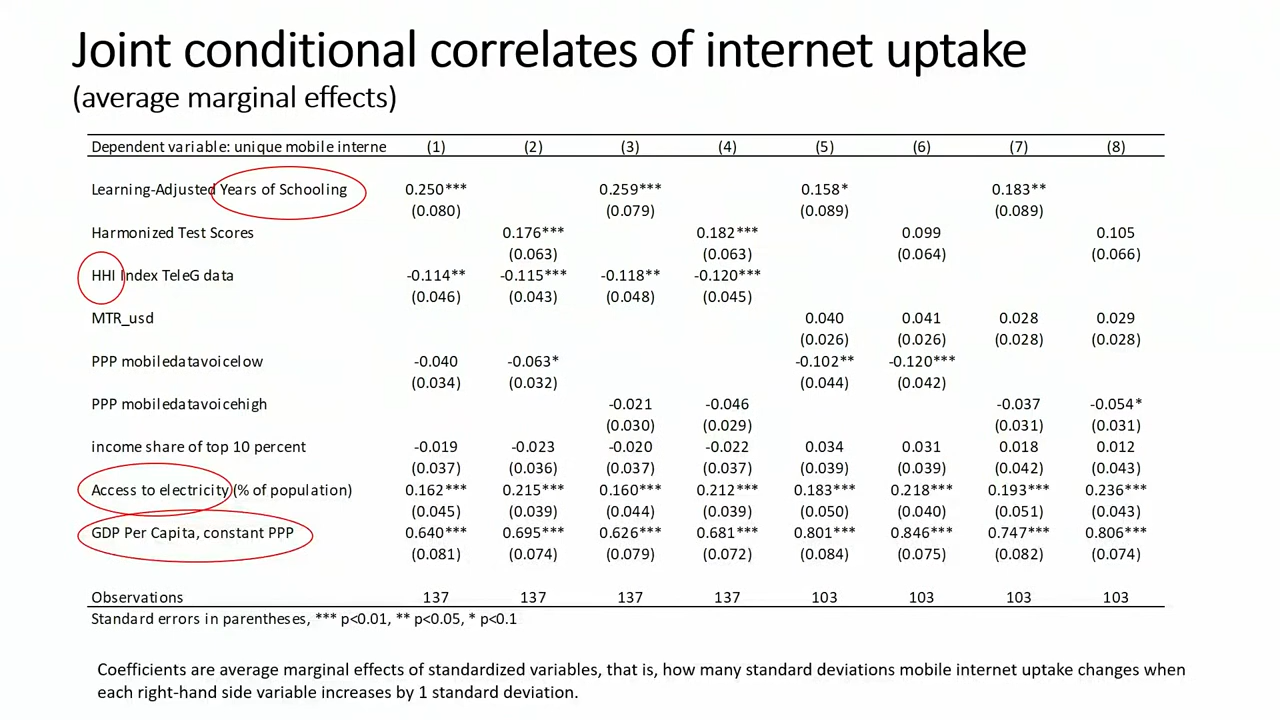 Joint conditional correlates of internet uptake
(average marginal effects)
Dependent variable: unique mobile interne (1) (2) (3) (4) (5) (6) (7) (8)
Learning-Adjusted Years of Schooling 0.250*** 0.259*** 0.158* 0.183**
(0.080) (0.079) (0.089) (0.089)
Harmonized Test Scores 0.176*** 0.182*** 0.099 0.105
(0.063) (0.063) (0.064) (0.066)
HHI Index TeleG data -0.114** -0.115*** -0.118** -0.120***
(0.046) (0.043) (0.048) (0.045)
MTR_usd 0.040 0.041 0.028 0.029
(0.026) (0.026) (0.028) (0.028)
PPP mobiledatavoicelow -0.040 -0.063* -0.102** -0.120***
(0.034) (0.032) (0.044) (0.042)
PPP mobiledatavoicehigh -0.021 -0.046 -0.037 -0.054*
(0.030) (0.029) (0.031) (0.031)
income share of top 10 percent -0.019 -0.023 -0.020 -0.022 0.034 0.031 0.018 0.012
(0.037) (0.036) (0.037) (0.037) (0.039) (0.039) (0.042) (0.043)
Access to electricity (% of population) 0.162*** 0.215*** 0.160*** 0.212*** 0.183*** 0.218*** 0.193*** 0.236***
(0.045) (0.039) (0.044) (0.039) (0.050) (0.040) (0.051) (0.043)
GDP Per Capita, constant PPP 0.640*** 0.695*** 0.626*** 0.681*** 0.801*** 0.846*** 0.747*** 0.806***
(0.081) (0.074) (0.079) (0.072) (0.084) (0.075) (0.082) (0.074)
Observations 137 137 137 137 103 103 103 103
Standard errors in parentheses, *** p<0.01, ** p<0.05, * p<0.1
Coefficients are average marginal effects of standardized variables, that is, how many standard deviations mobile internet uptake changes when
each right-hand side variable increases by 1 standard deviation.